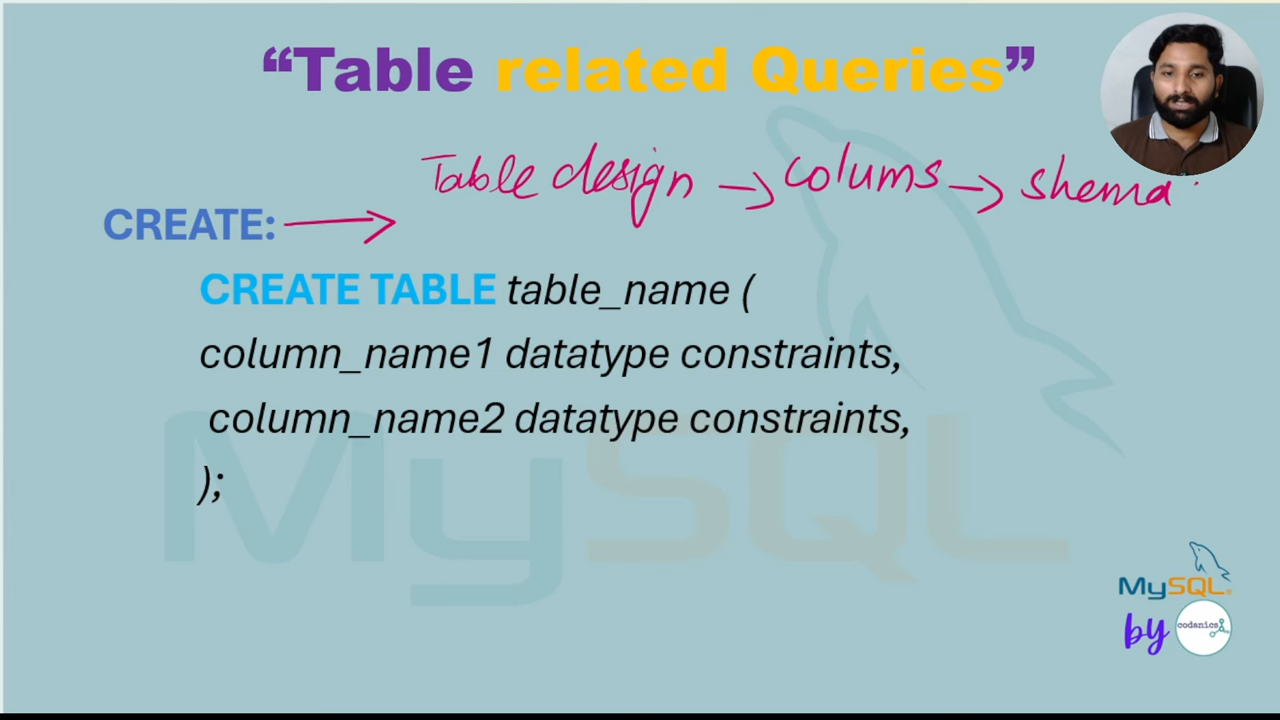 “Table related Queries”
Table design → colums → shema
CREATE: →
CREATE TABLE table_name (
column_name1 datatype constraints,
column_name2 datatype constraints,
);
MySQL
MySQL
by codanics